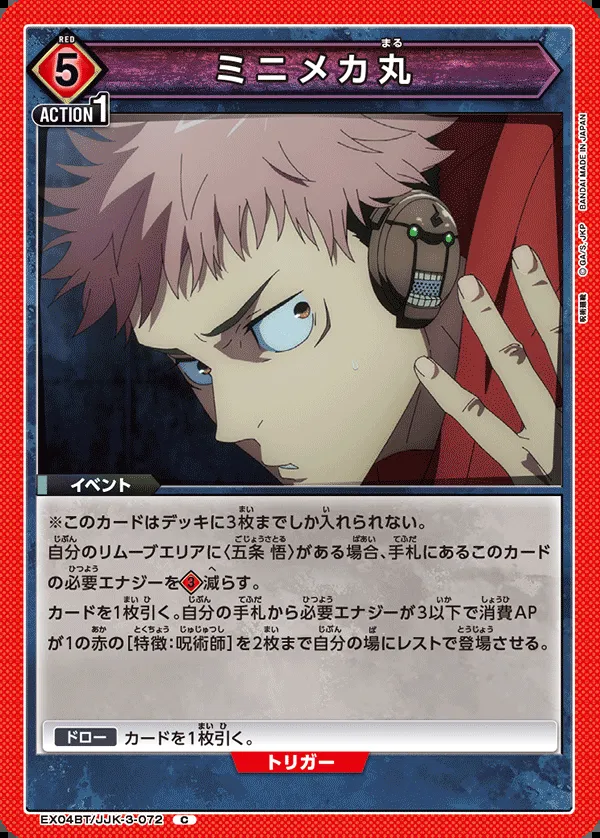 RED
5
まる
ミニメカ丸
ACTION 1
©GA/S,JKP BANDAI MADE IN JAPAN
呪術廻戦
イベント
※このカードはデッキに3枚までしか入れられない。
自分のリムーブエリアに〈五条 悟〉がある場合、手札にあるこのカード
の必要エナジーを3減らす。
カードを1枚引く。自分の手札から必要エナジーが3以下で消費AP
が1の赤の[特徴:呪術師]を2枚まで自分の場にレストで登場させる。
ドロー カードを1枚引く。
トリガー
EX04BT/JJK-3-072 C